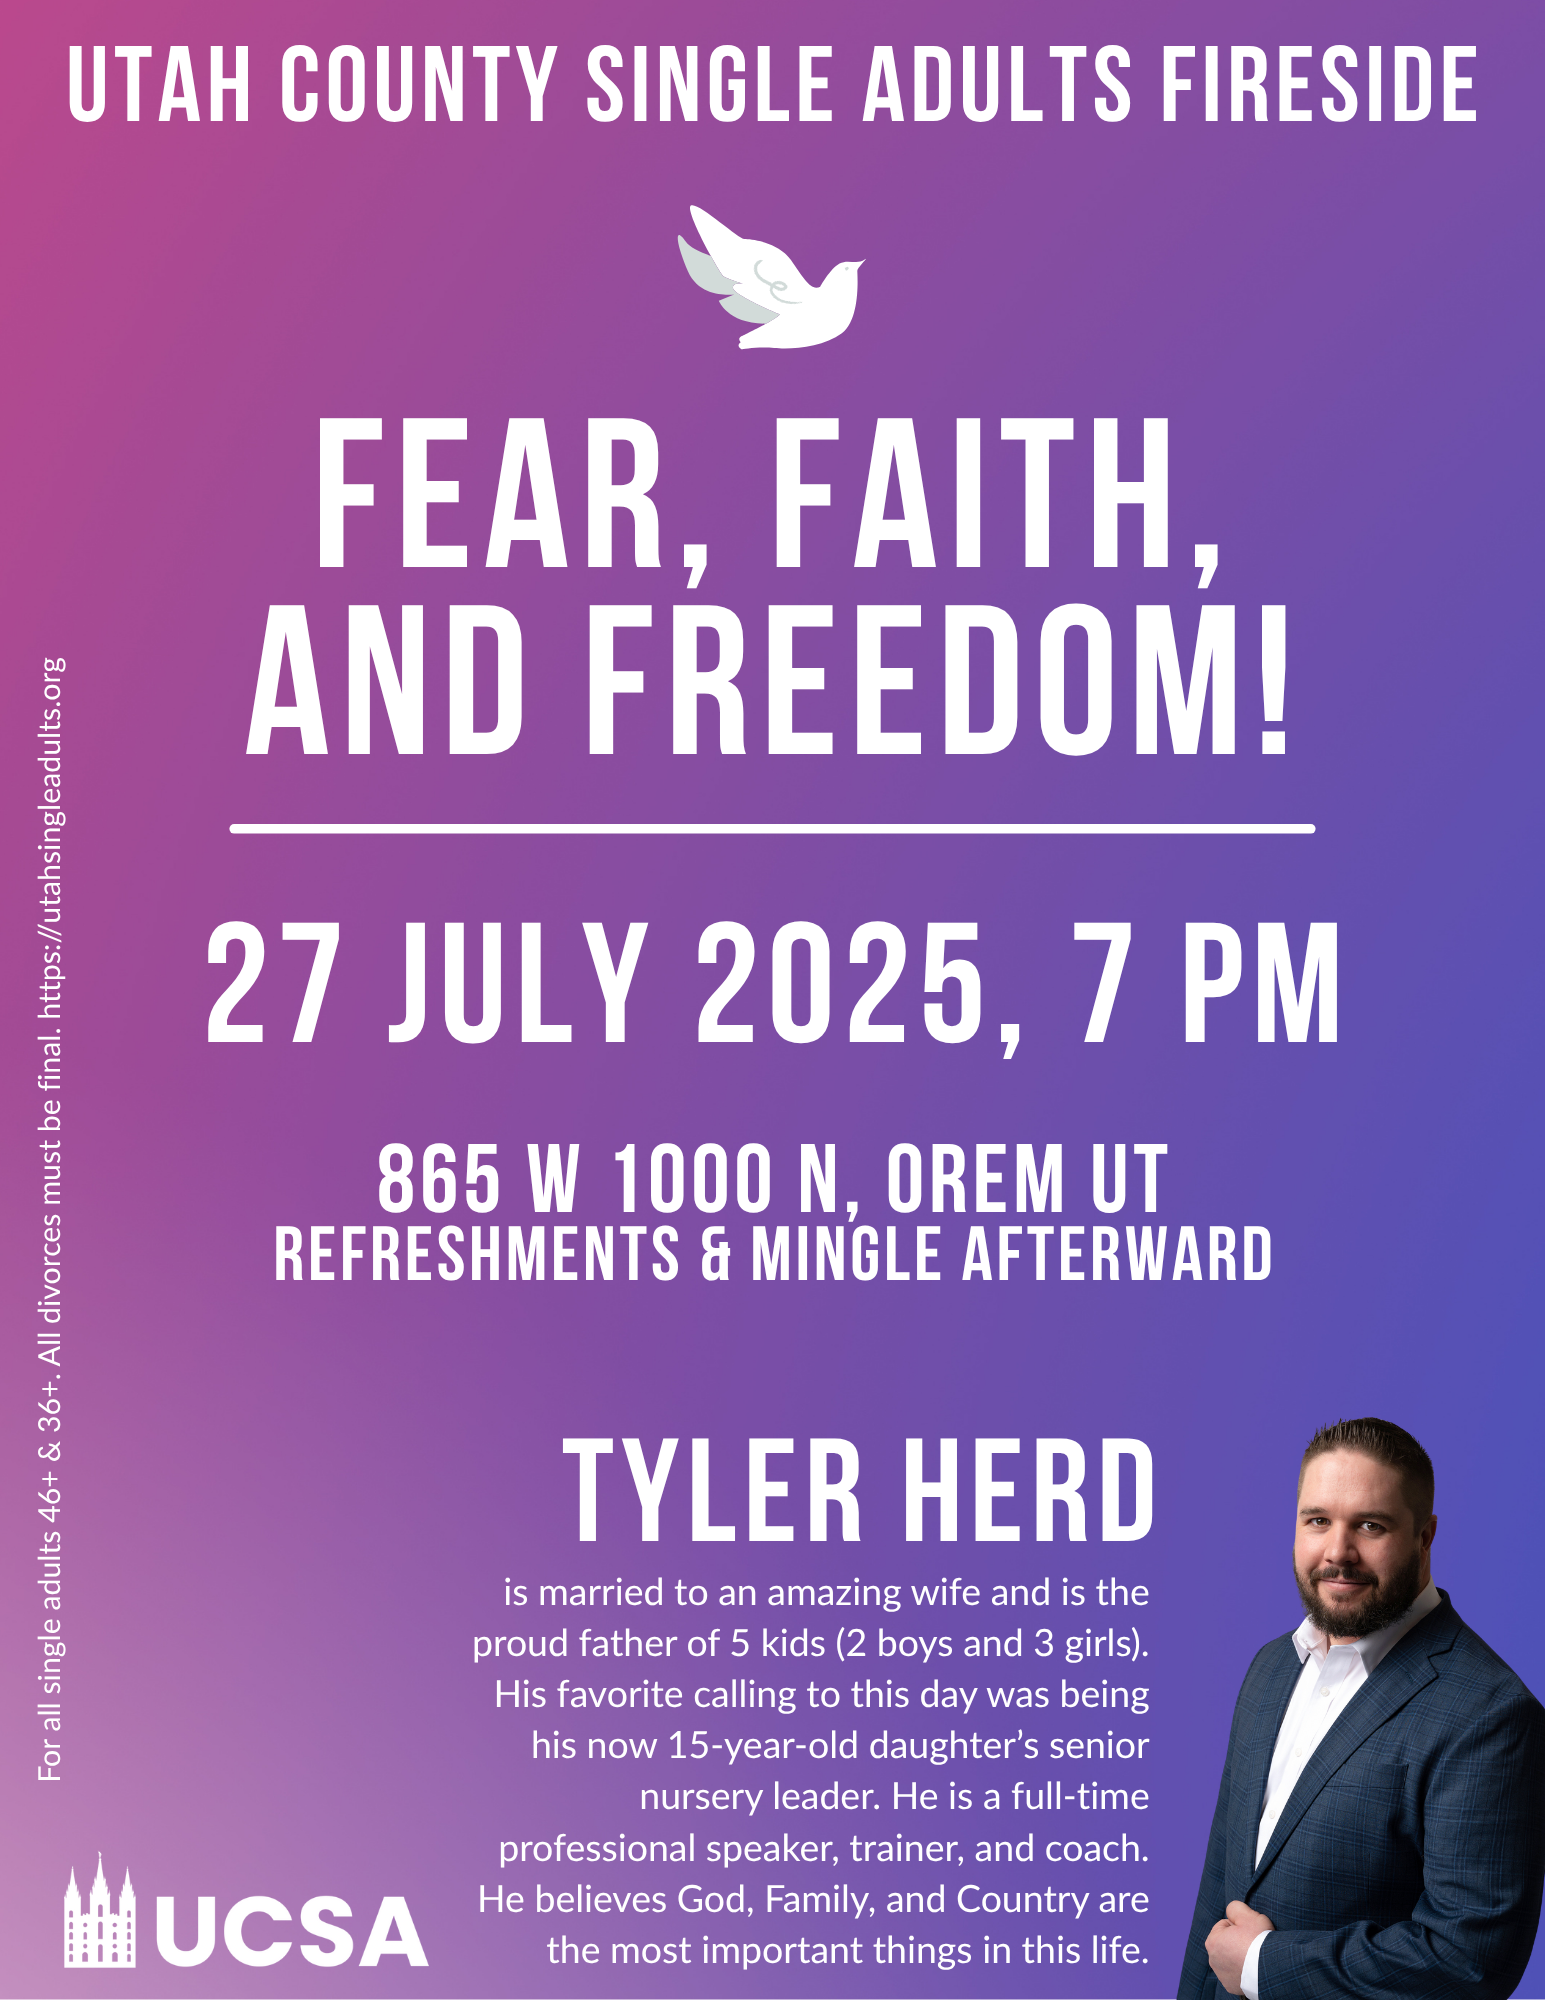 UTAH COUNTY SINGLE ADULTS FIRESIDE
FEAR, FAITH,
AND FREEDOM!
27 JULY 2025, 7 PM
865 W 1000 N, OREM UT
REFRESHMENTS & MINGLE AFTERWARD
For all single adults 46+ & 36+. All divorces must be final. https://utahsingleadults.org
TYLER HERD
is married to an amazing wife and is the
proud father of 5 kids (2 boys and 3 girls).
His favorite calling to this day was being
his now 15-year-old daughter’s senior
nursery leader. He is a full-time
professional speaker, trainer, and coach.
He believes God, Family, and Country are
the most important things in this life.
UCSA